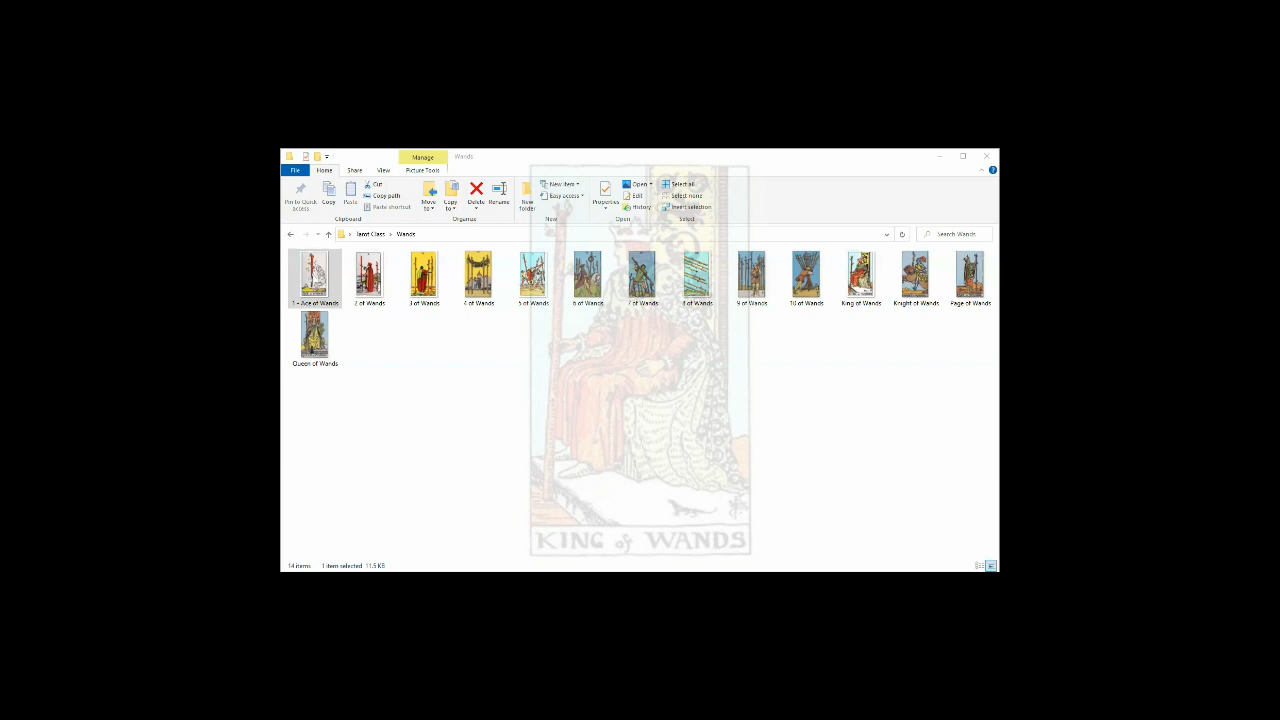 Manage Wands
File Home Share View Picture Tools
Pin to Quick access
Copy
Paste
Cut
Copy path
Paste shortcut
Move to
Copy to
Delete
Rename
New folder
New item
Easy access
Properties
Open
Edit
History
Select all
Select none
Invert selection
Clipboard Organize New Open Select
Tarot Class > Wands
Search Wands
1 - Ace of Wands 2 of Wands 3 of Wands 4 of Wands 5 of Wands 6 of Wands 7 of Wands 8 of Wands 9 of Wands 10 of Wands King of Wands Knight of Wands Page of Wands
Queen of Wands
KING of WANDS
14 items 1 item selected 11.5 KB